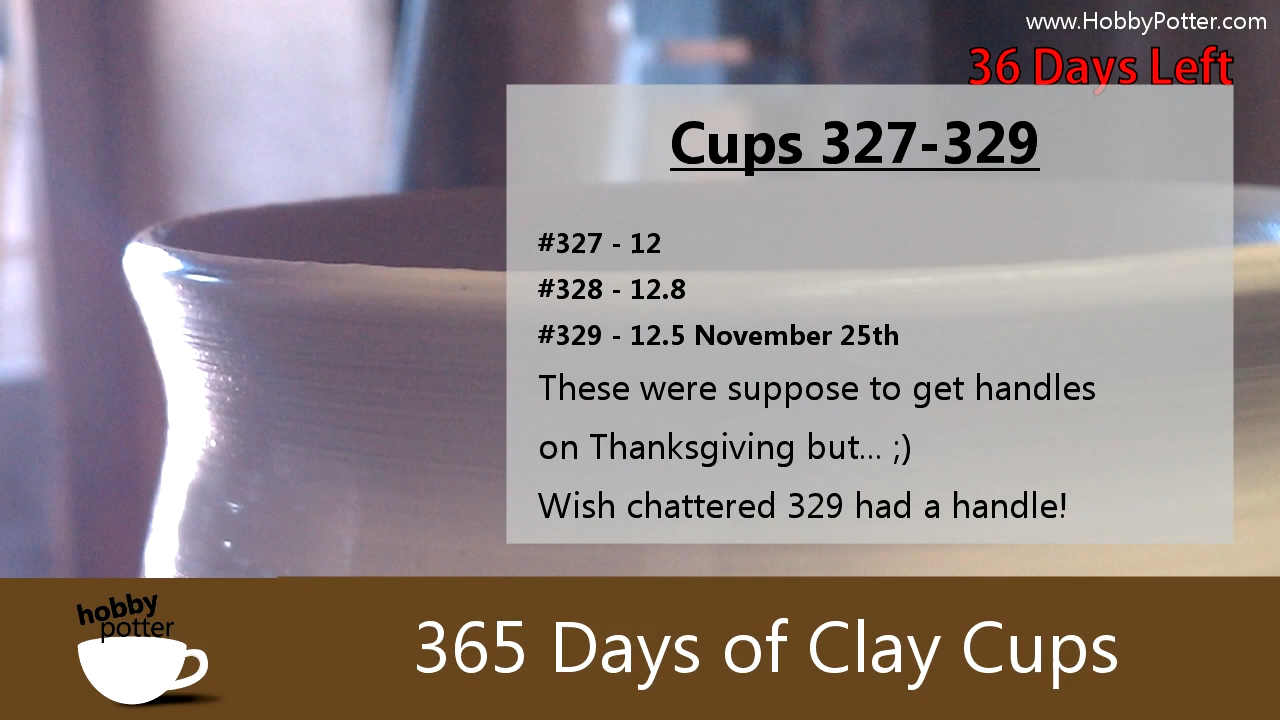 www.HobbyPotter.com
36 Days Left
Cups 327-329
#327 - 12
#328 - 12.8
#329 - 12.5 November 25th
These were suppose to get handles
on Thanksgiving but... ;)
Wish chattered 329 had a handle!
hobby
potter
365 Days of Clay Cups